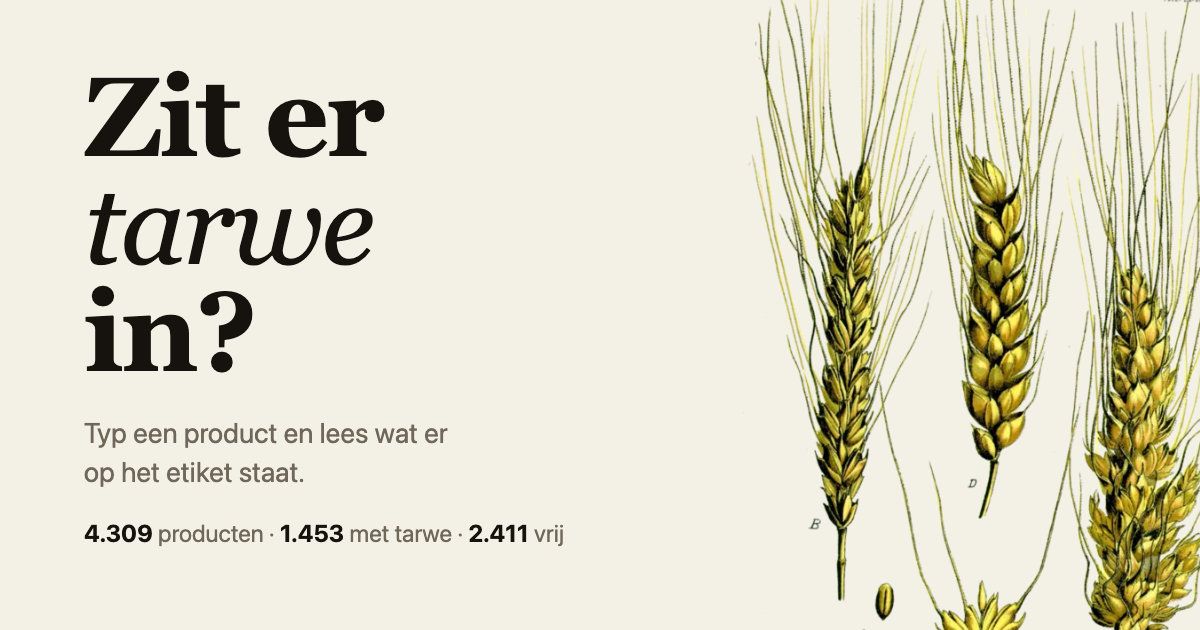 Zit er
tarwe
in?
Typ een product en lees wat er
op het etiket staat.
4.309 producten · 1.453 met tarwe · 2.411 vrij
B
D